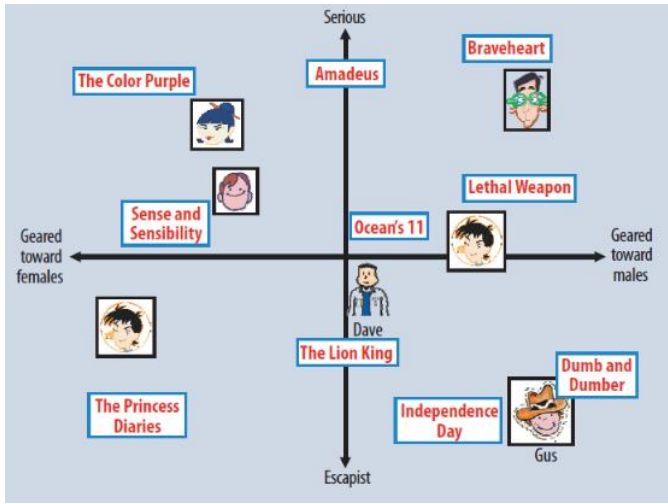 Serious
Braveheart
Amadeus
The Color Purple
Lethal Weapon
Sense and
Sensibility
Ocean's 11
Geared
toward
females
Geared
toward
males
Dave
The Lion King
Dumb and
Dumber
The Princess
Diaries
Independence
Day
Gus
Escapist